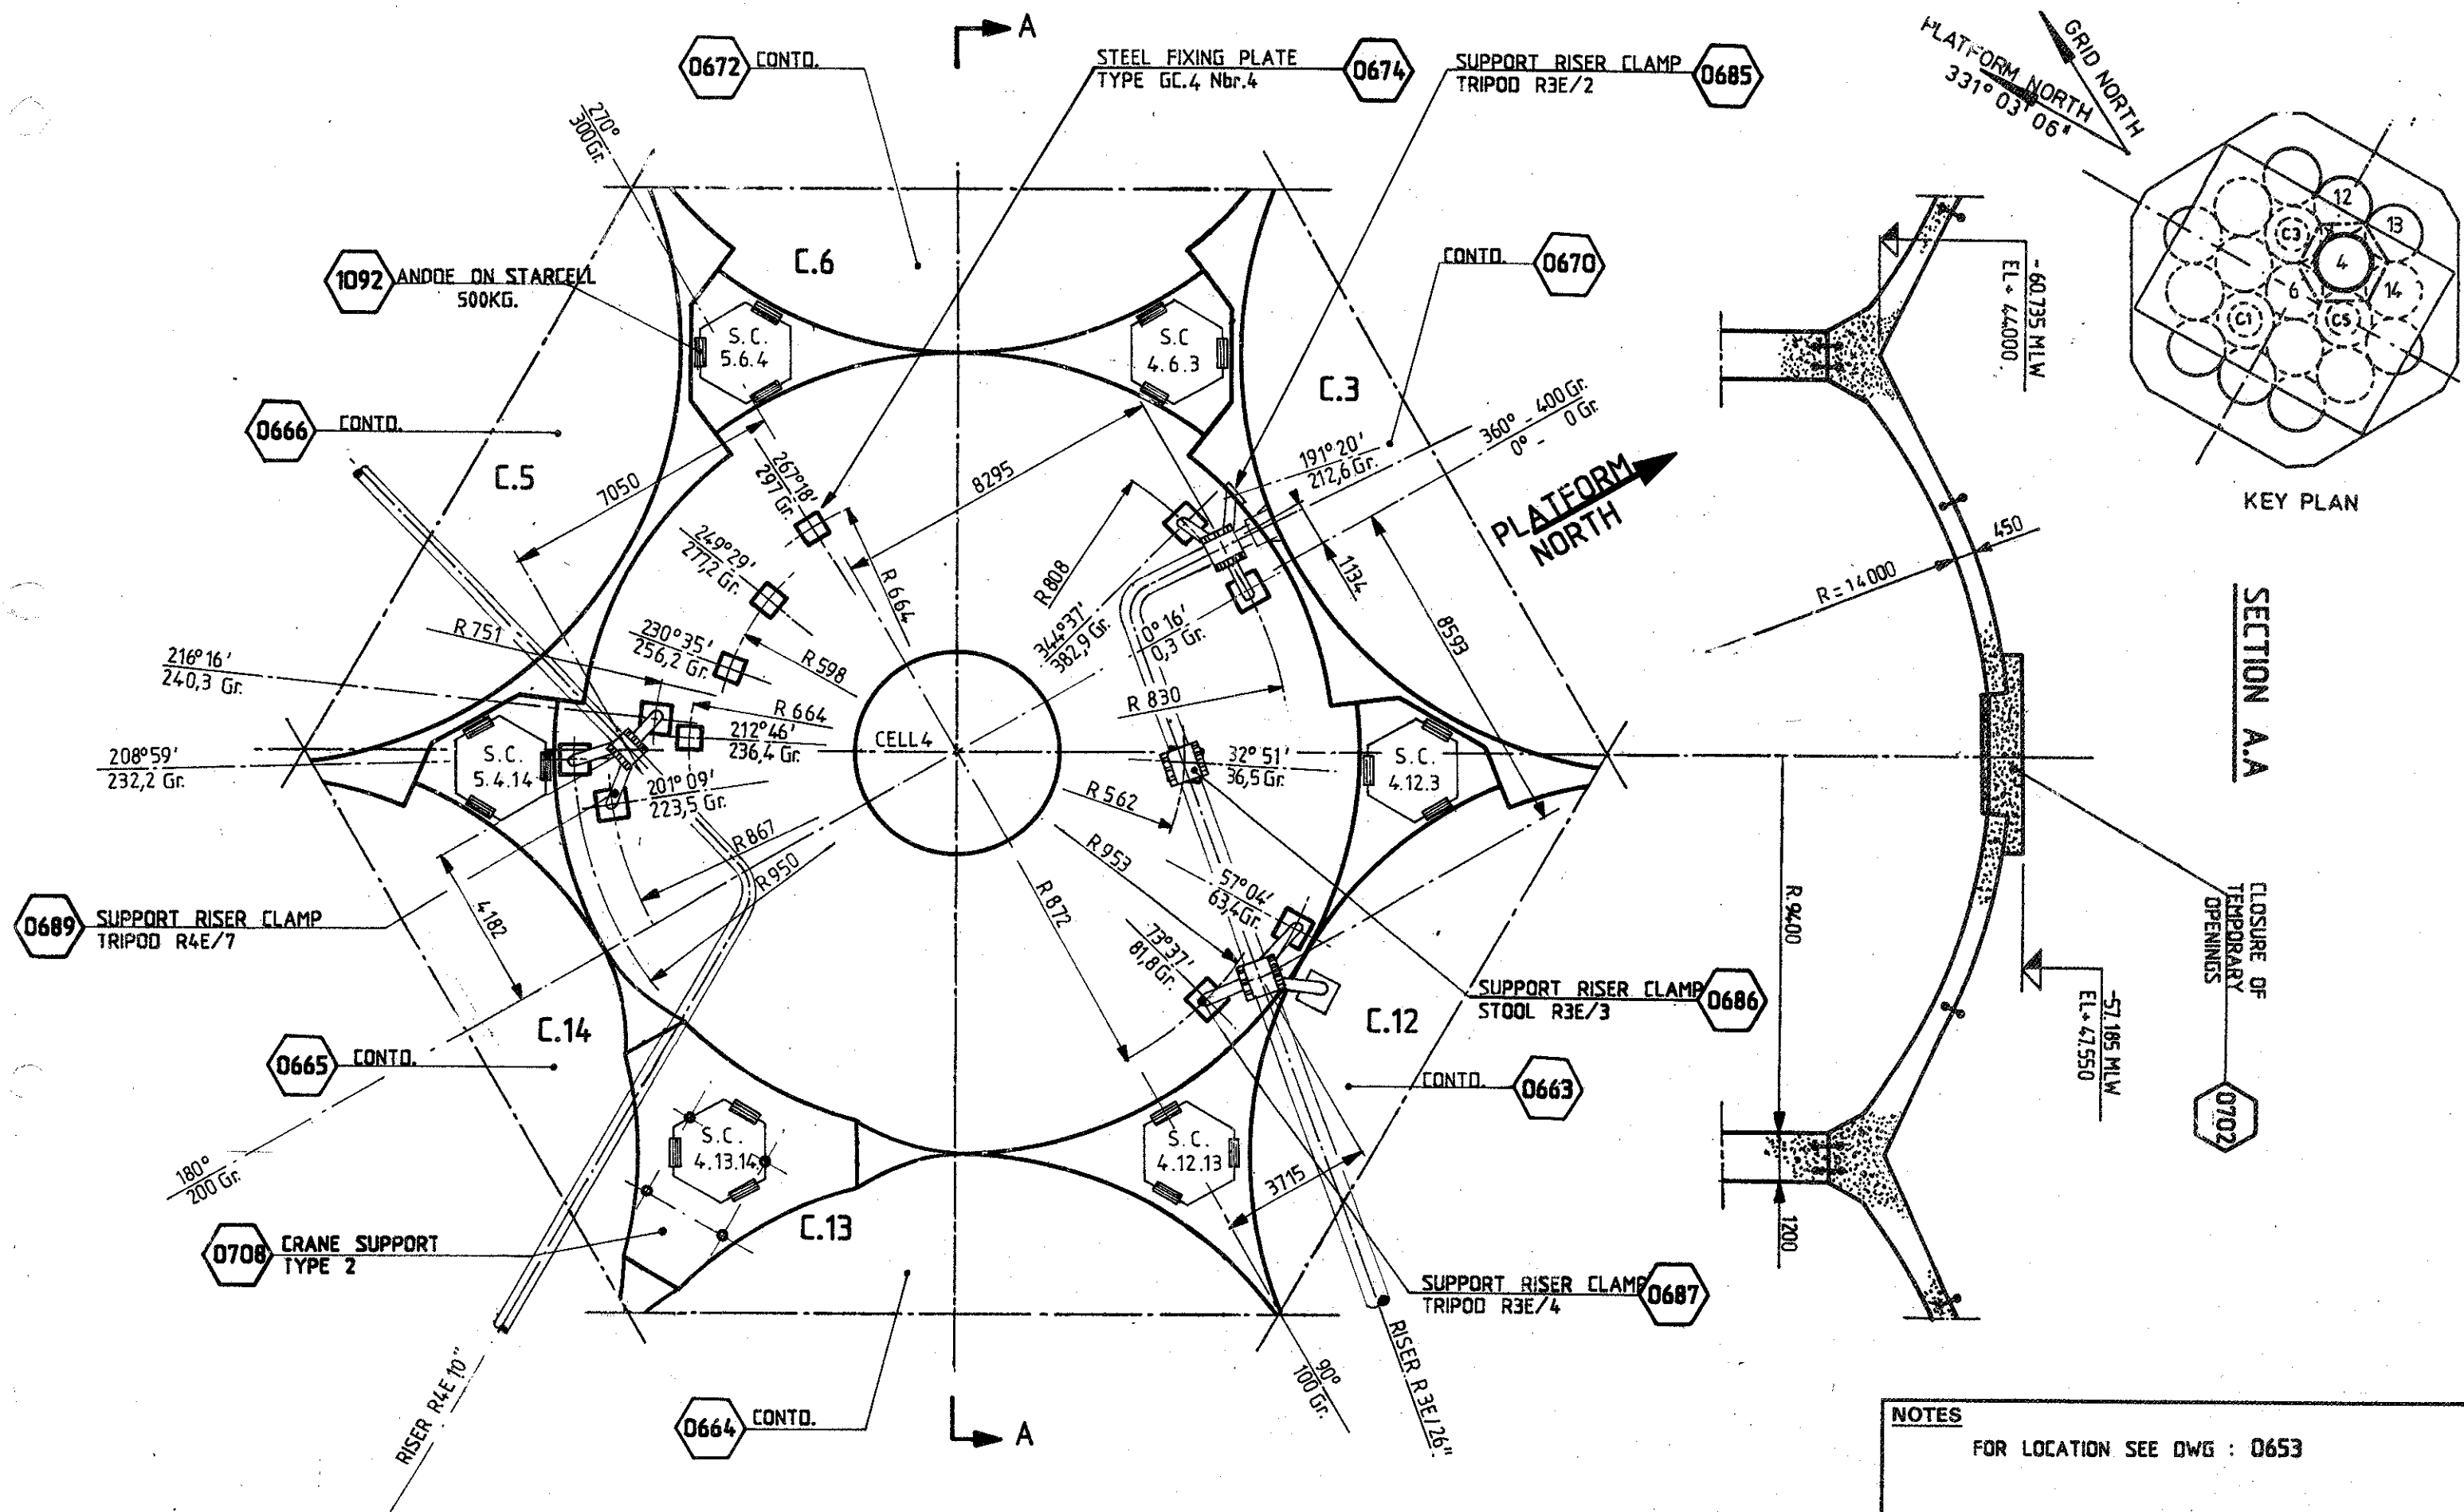 A
0672
CONTD.
STEEL FIXING PLATE
TYPE GC.4 Nbr.4
0674
SUPPORT RISER CLAMP
TRIPOD R3E/2
0685
PLATFORM NORTH
331° 03' 06"
GRID NORTH
12
13
C3
4
6
14
C1
C5
KEY PLAN
270°
300Gr.
C.6
1092
ANODE ON STARCELL
500KG.
S.C.
5.6.4
S.C
4.6.3
CONTD.
0670
C.3
0666
CONTD.
C.5
7050
267°18'
297 Gr.
8295
191°20'
212,6 Gr.
360° - 400Gr.
0° - 0 Gr.
PLATFORM
NORTH
249°29'
277,2 Gr.
R 664
R 808
1134
8593
R 751
230°35'
256,2 Gr.
R 598
344°37'
382,9 Gr.
0°16'
0,3 Gr.
216°16'
240,3 Gr.
R 664
212°46'
236,4 Gr.
R 830
CELL 4
208°59'
232,2 Gr.
S.C.
5.4.14
201°09'
223,5 Gr.
32°51'
36,5 Gr.
S.C.
4.12.3
R 562
R 867
R 950
R 953
R 872
57°04'
63,4Gr.
73°37'
81,8Gr.
0689
SUPPORT RISER CLAMP
TRIPOD R4E/7
4182
SUPPORT RISER CLAMP
STOOL R3E/3
0686
C.14
C.12
0665
CONTD.
CONTD.
0663
180°
200 Gr.
S.C.
4.13.14
S.C.
4.12.13
3715
0708
CRANE SUPPORT
TYPE 2
C.13
SUPPORT RISER CLAMP
TRIPOD R3E/4
0687
RISER R4E 10"
90°
100 Gr.
RISER R3E/26"
0664
CONTD.
A
-60.735 MLW
EL+ 44.000
450
R=14000
SECTION A.A
R.9400
1200
CLOSURE OF
TEMPORARY
OPENINGS
0702
-57.185 MLW
EL+ 47.550
NOTES
FOR LOCATION SEE DWG : 0653